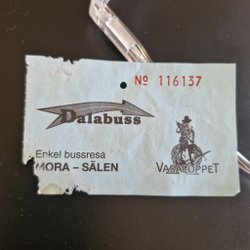 № 116137
Dalabuss
Enkel bussresa
MORA – SÄLEN
VASALOPPET